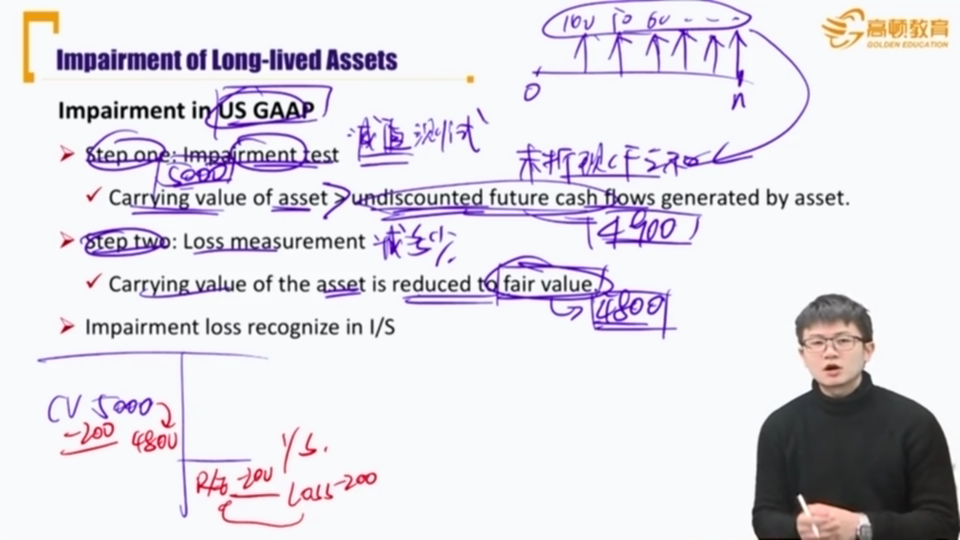 高顿教育
GOLDEN EDUCATION
Impairment of Long-lived Assets
100 50 60 - - -
0 n
Impairment in US GAAP
减值测试
Step one: Impairment test
未折现CF之和
5000
Carrying value of asset > undiscounted future cash flows generated by asset.
4900
Step two: Loss measurement 减多少
Carrying value of the asset is reduced to fair value.
4800
Impairment loss recognize in I/S
CV 5000
-200 4800
I/S.
R/E -200 Loss -200